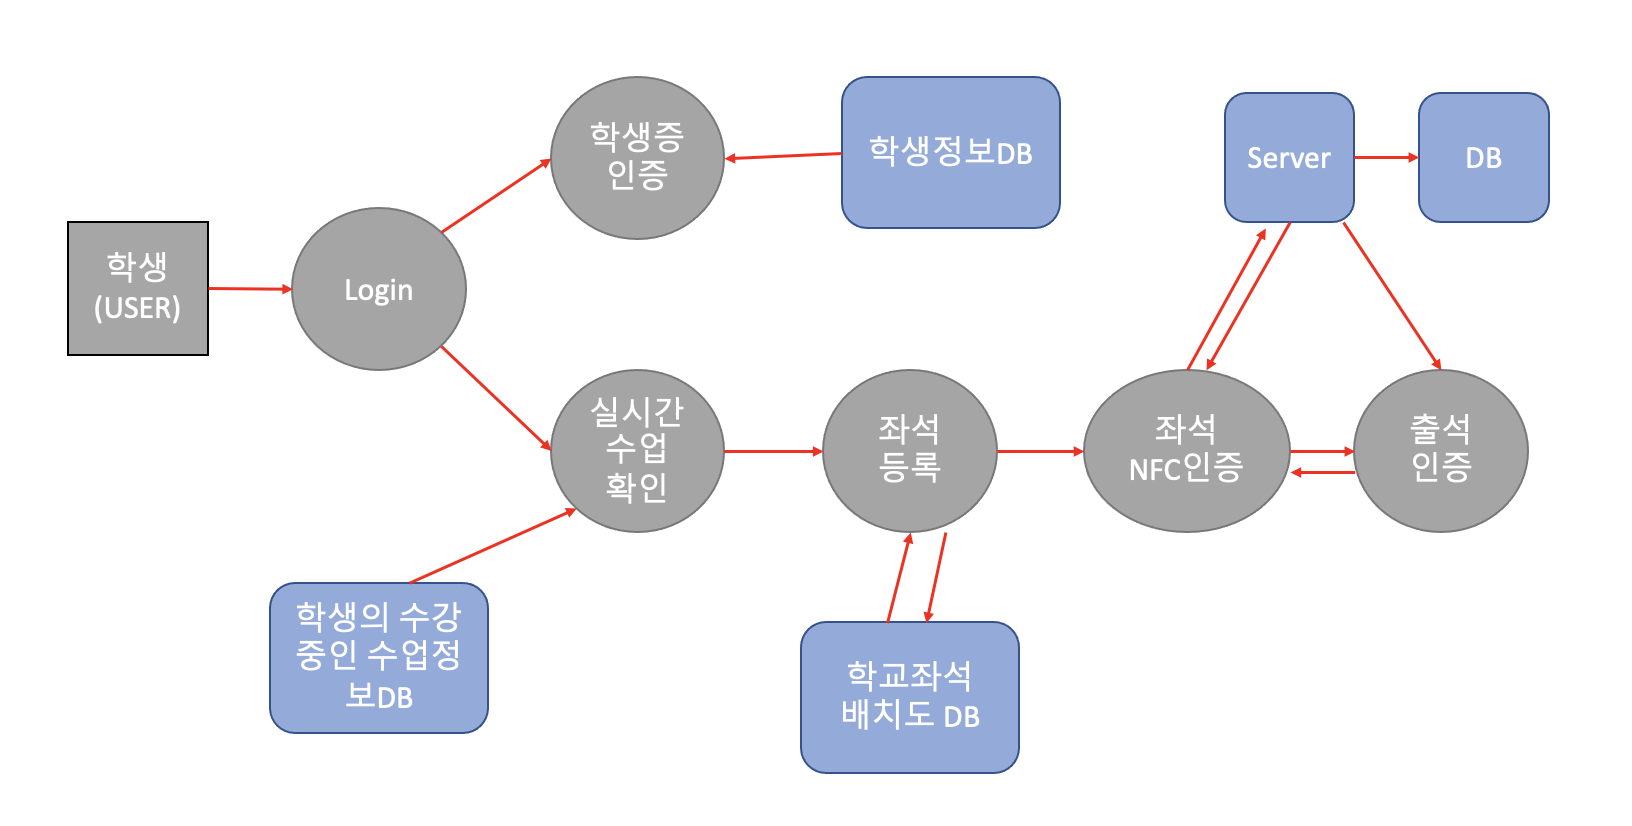 학생증
인증
학생정보DB
Server
DB
학생
(USER)
Login
실시간
수업
확인
좌석
등록
좌석
NFC인증
출석
인증
학생의 수강
중인 수업정
보DB
학교좌석
배치도 DB